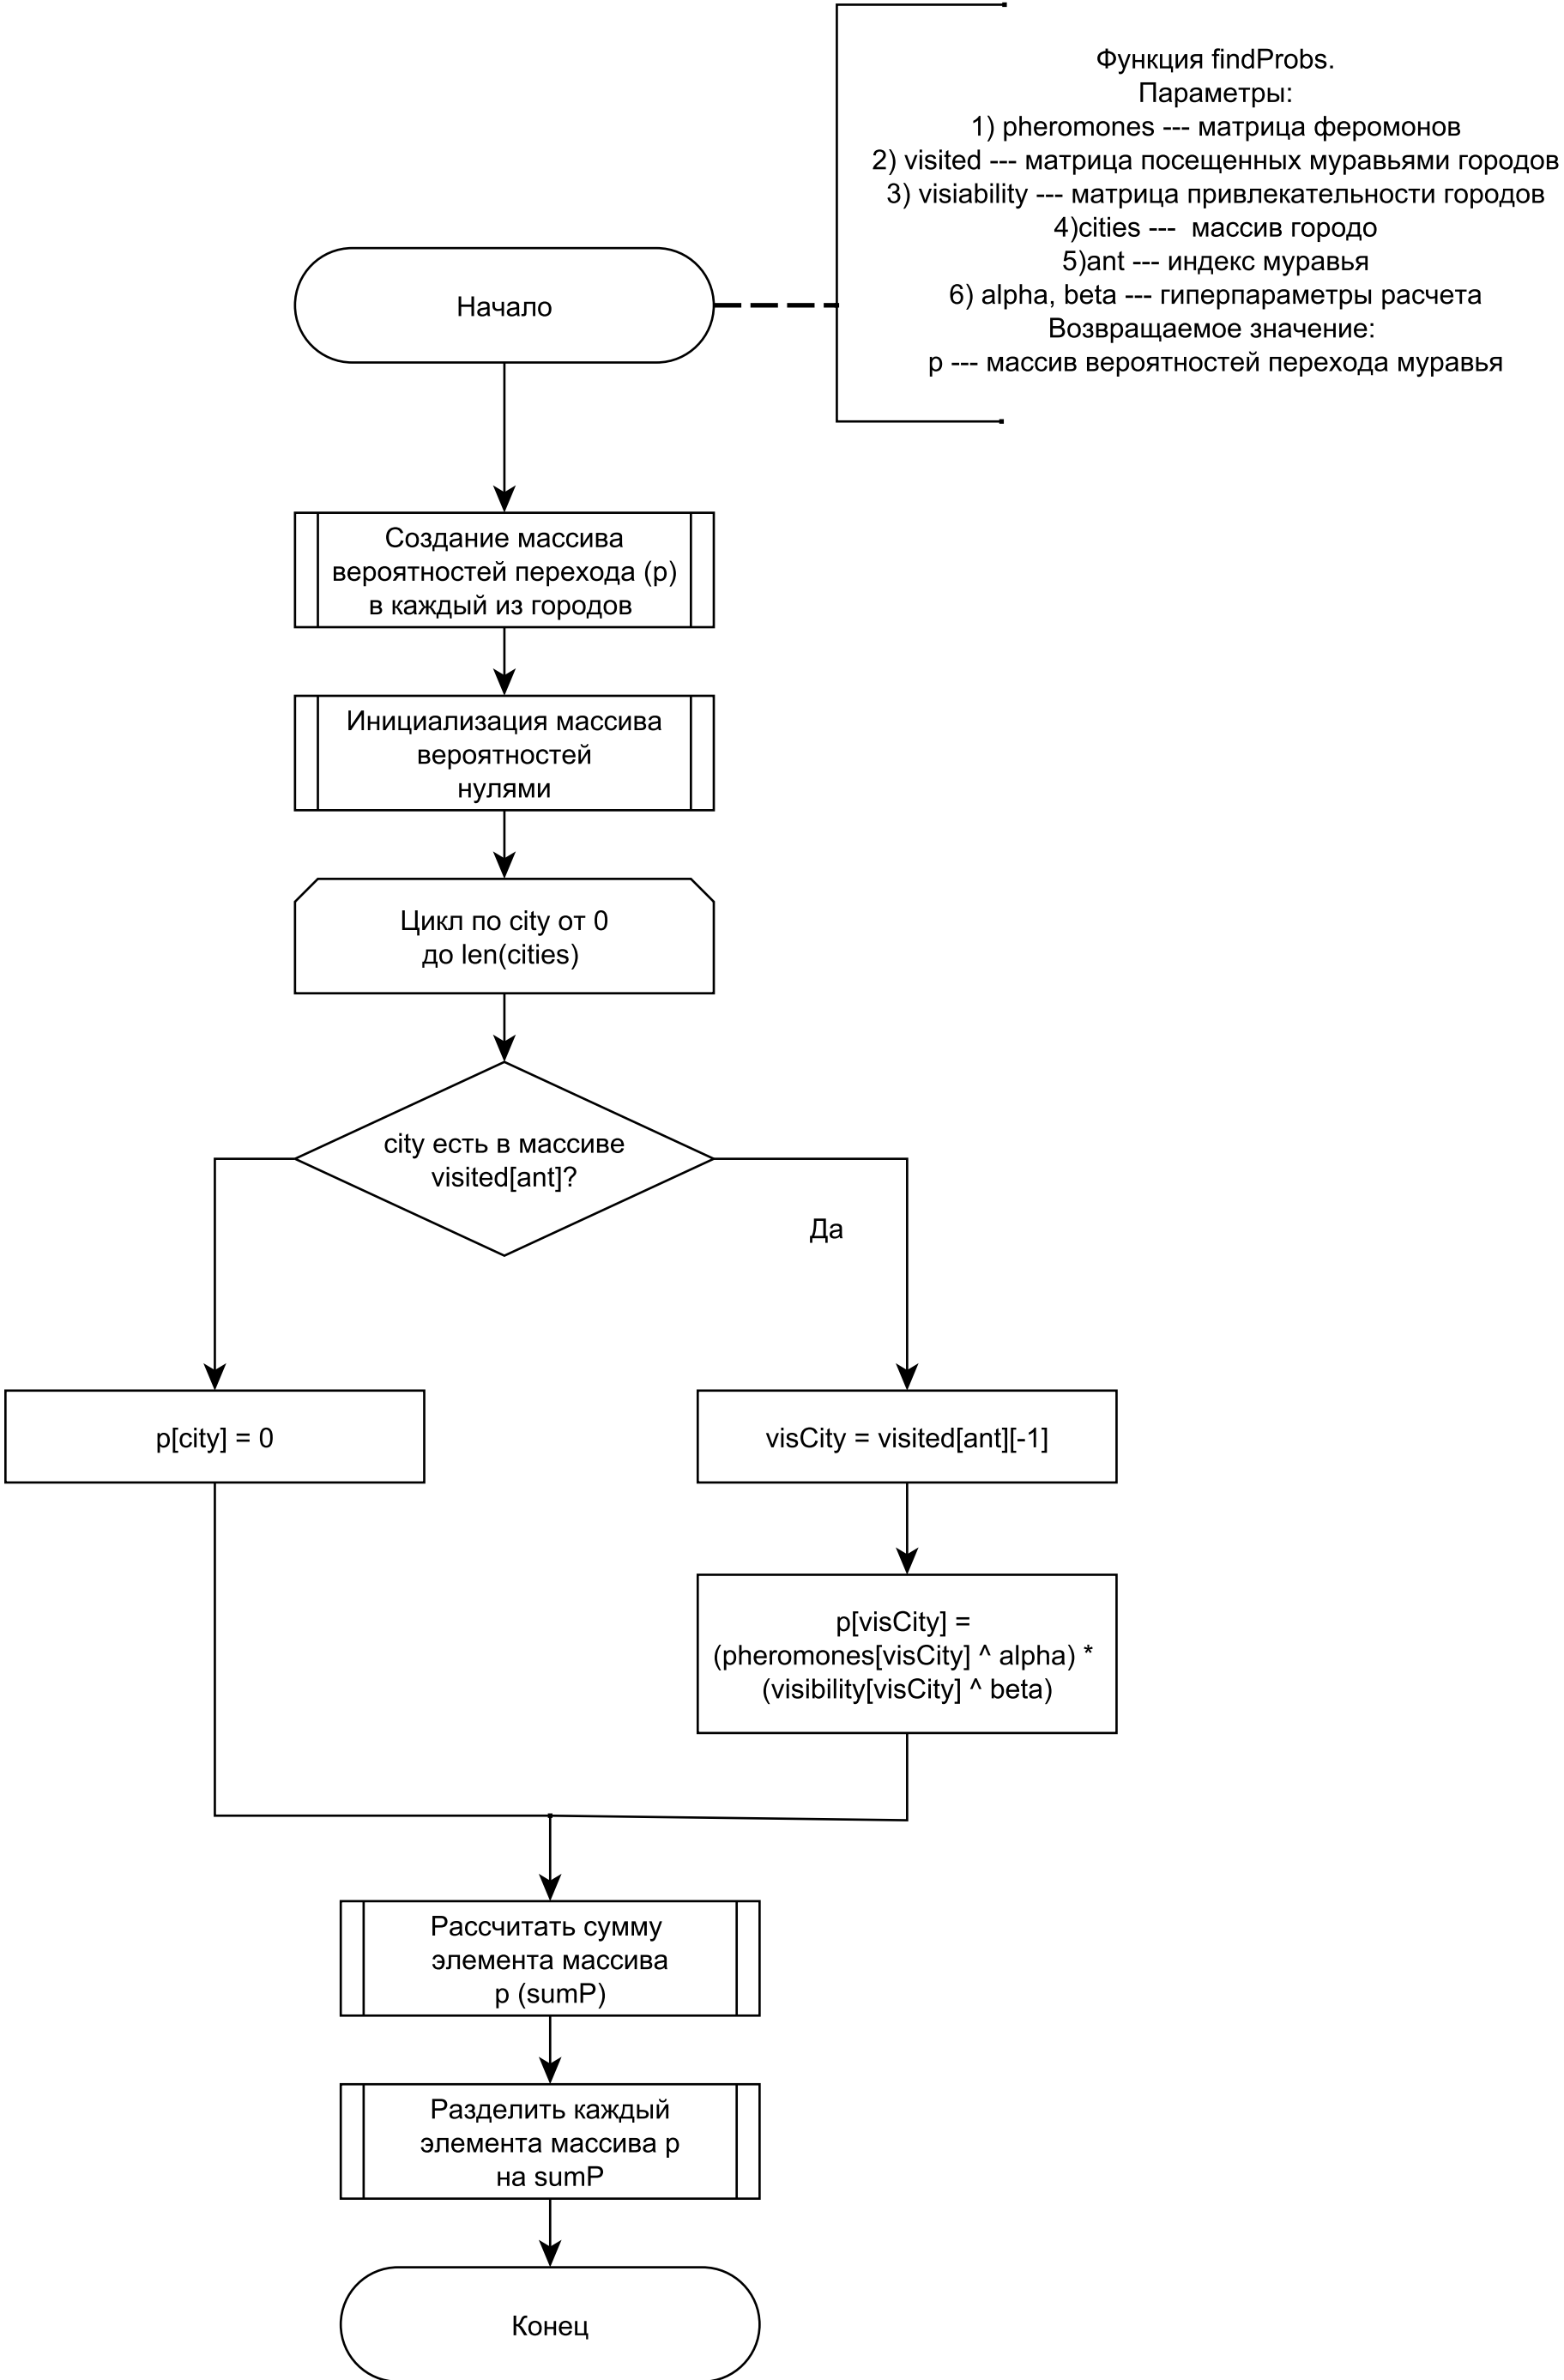 Функция findProbs.
Параметры:
1) pheromones --- матрица феромонов
2) visited --- матрица посещенных муравьями городов
3) visiability --- матрица привлекательности городов
4)cities --- массив городо
5)ant --- индекс муравья
6) alpha, beta --- гиперпараметры расчета
Возвращаемое значение:
p --- массив вероятностей перехода муравья
Начало
Создание массива
вероятностей перехода (p)
в каждый из городов
Инициализация массива
вероятностей
нулями
Цикл по city от 0
до len(cities)
city есть в массиве
visited[ant]?
Да
p[city] = 0
visCity = visited[ant][-1]
p[visCity] =
(pheromones[visCity] ^ alpha) *
(visibility[visCity] ^ beta)
Рассчитать сумму
элемента массива
p (sumP)
Разделить каждый
элемента массива p
на sumP
Конец